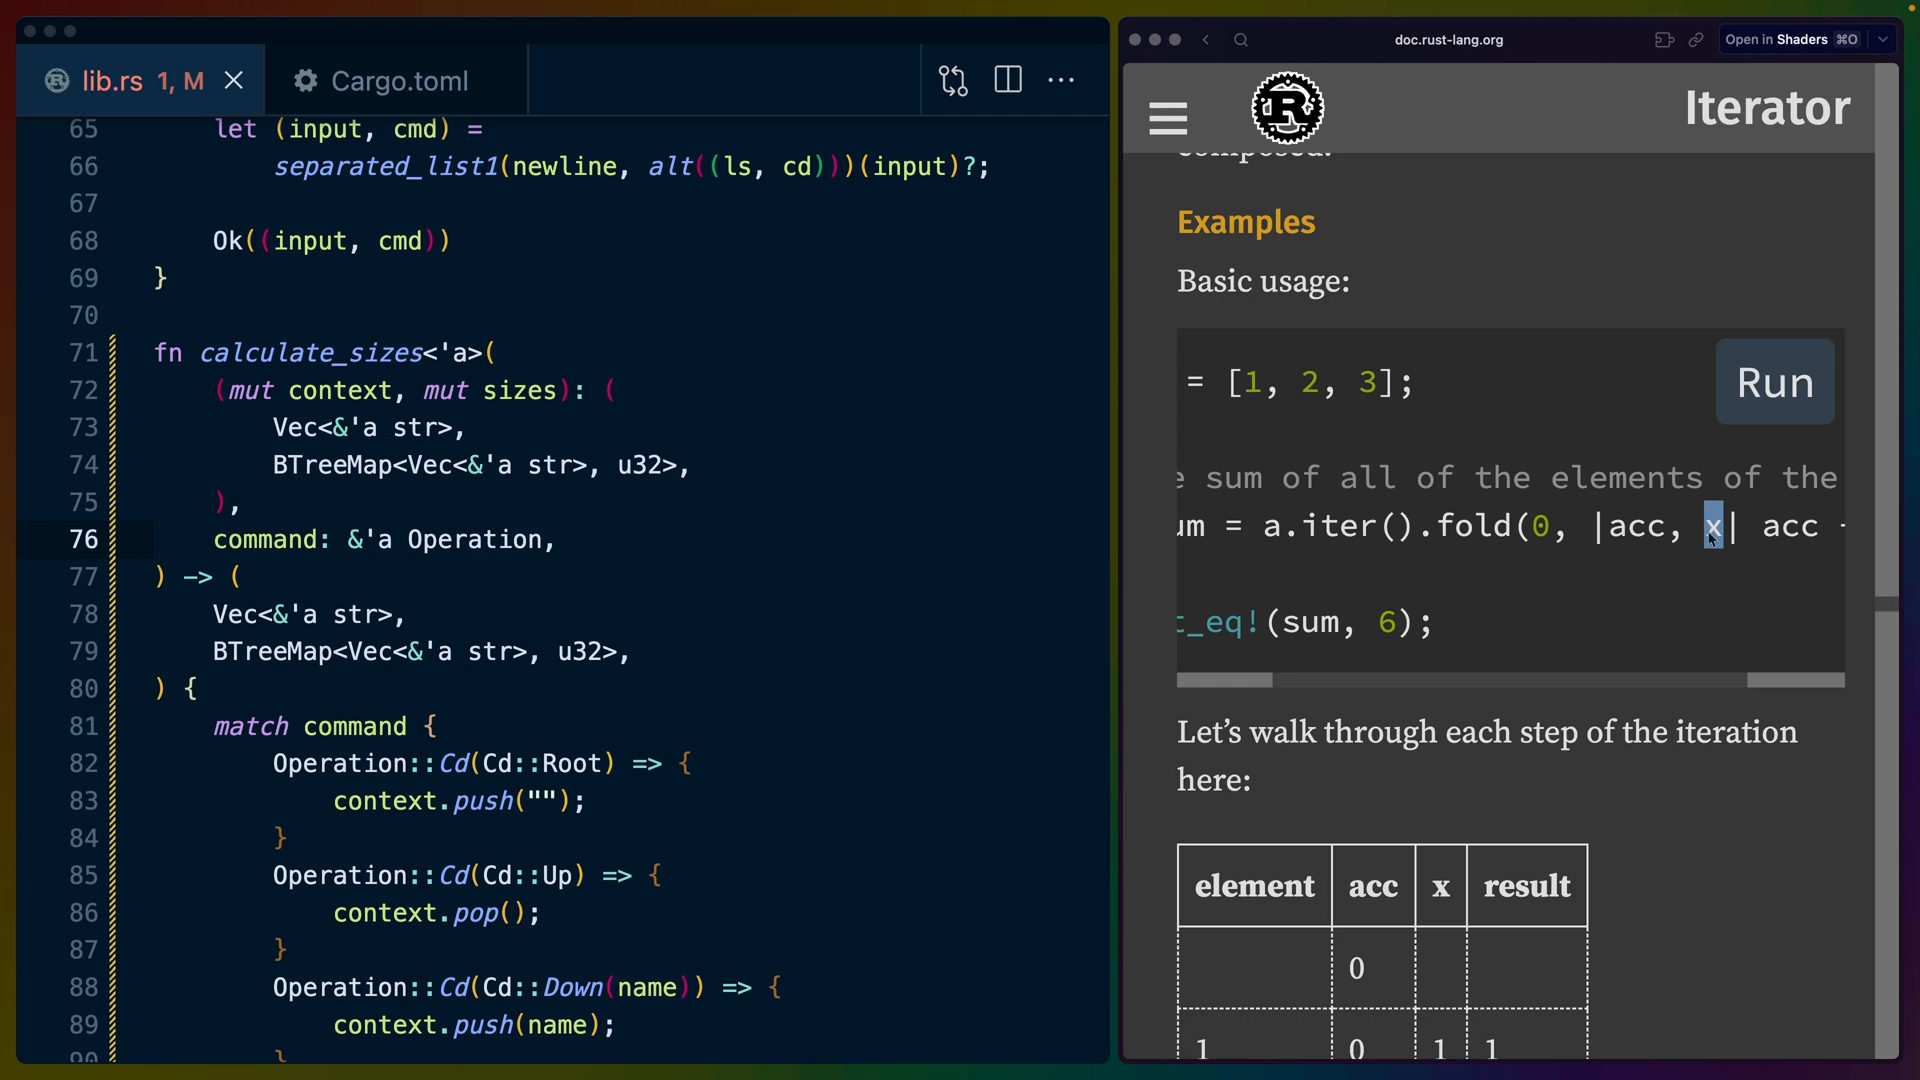 lib.rs 1, M
Cargo.toml
65 let (input, cmd) =
66 separated_list1(newline, alt((ls, cd)))(input)?;
67
68 Ok((input, cmd))
69 }
70
71 fn calculate_sizes<'a>(
72 (mut context, mut sizes): (
73 Vec<&'a str>,
74 BTreeMap<Vec<&'a str>, u32>,
75 ),
76 command: &'a Operation,
77 ) -> (
78 Vec<&'a str>,
79 BTreeMap<Vec<&'a str>, u32>,
80 ) {
81 match command {
82 Operation::Cd(Cd::Root) => {
83 context.push("");
84 }
85 Operation::Cd(Cd::Up) => {
86 context.pop();
87 }
88 Operation::Cd(Cd::Down(name)) => {
89 context.push(name);
90 }
doc.rust-lang.org
Open in Shaders ⌘O
R
Iterator
composed.
Examples
Basic usage:
= [1, 2, 3];
Run
e sum of all of the elements of the
um = a.iter().fold(0, |acc, x| acc
t_eq!(sum, 6);
Let's walk through each step of the iteration
here:
element acc x result
0
1 0 1 1